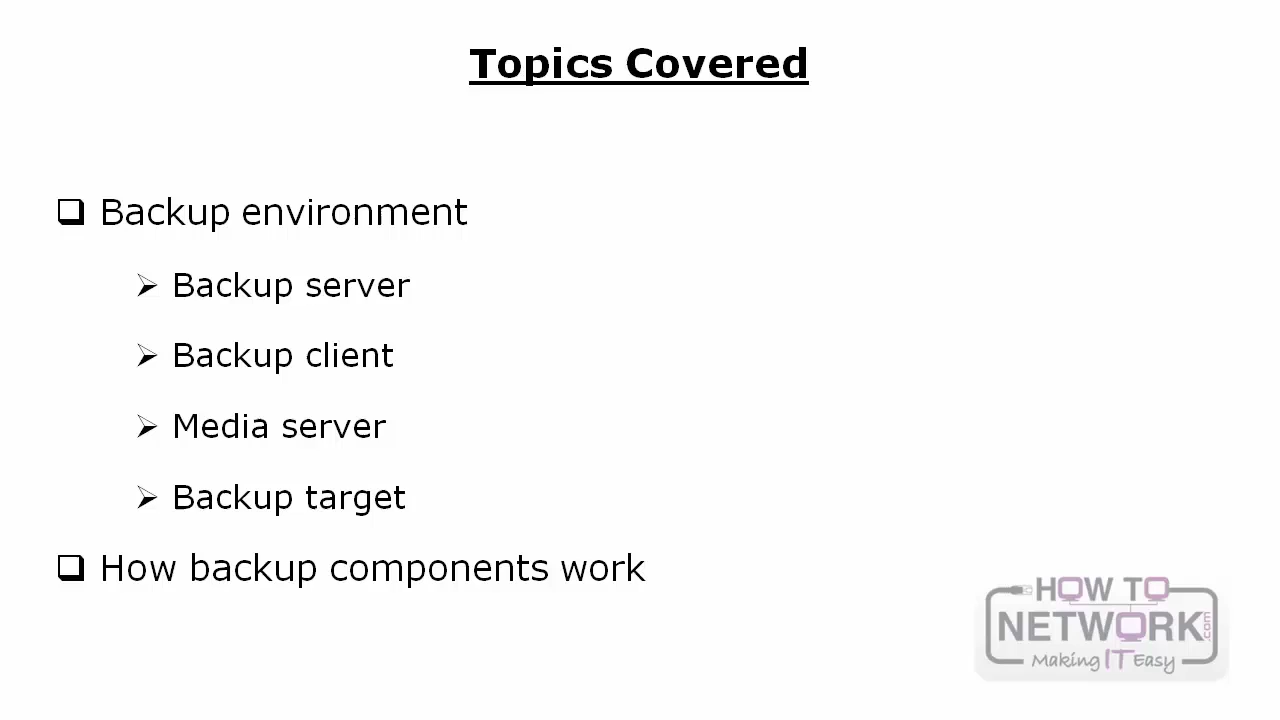 Topics Covered
Backup environment
Backup server
Backup client
Media server
Backup target
How backup components work
HOW TO
NETWORK.com
Making IT Easy